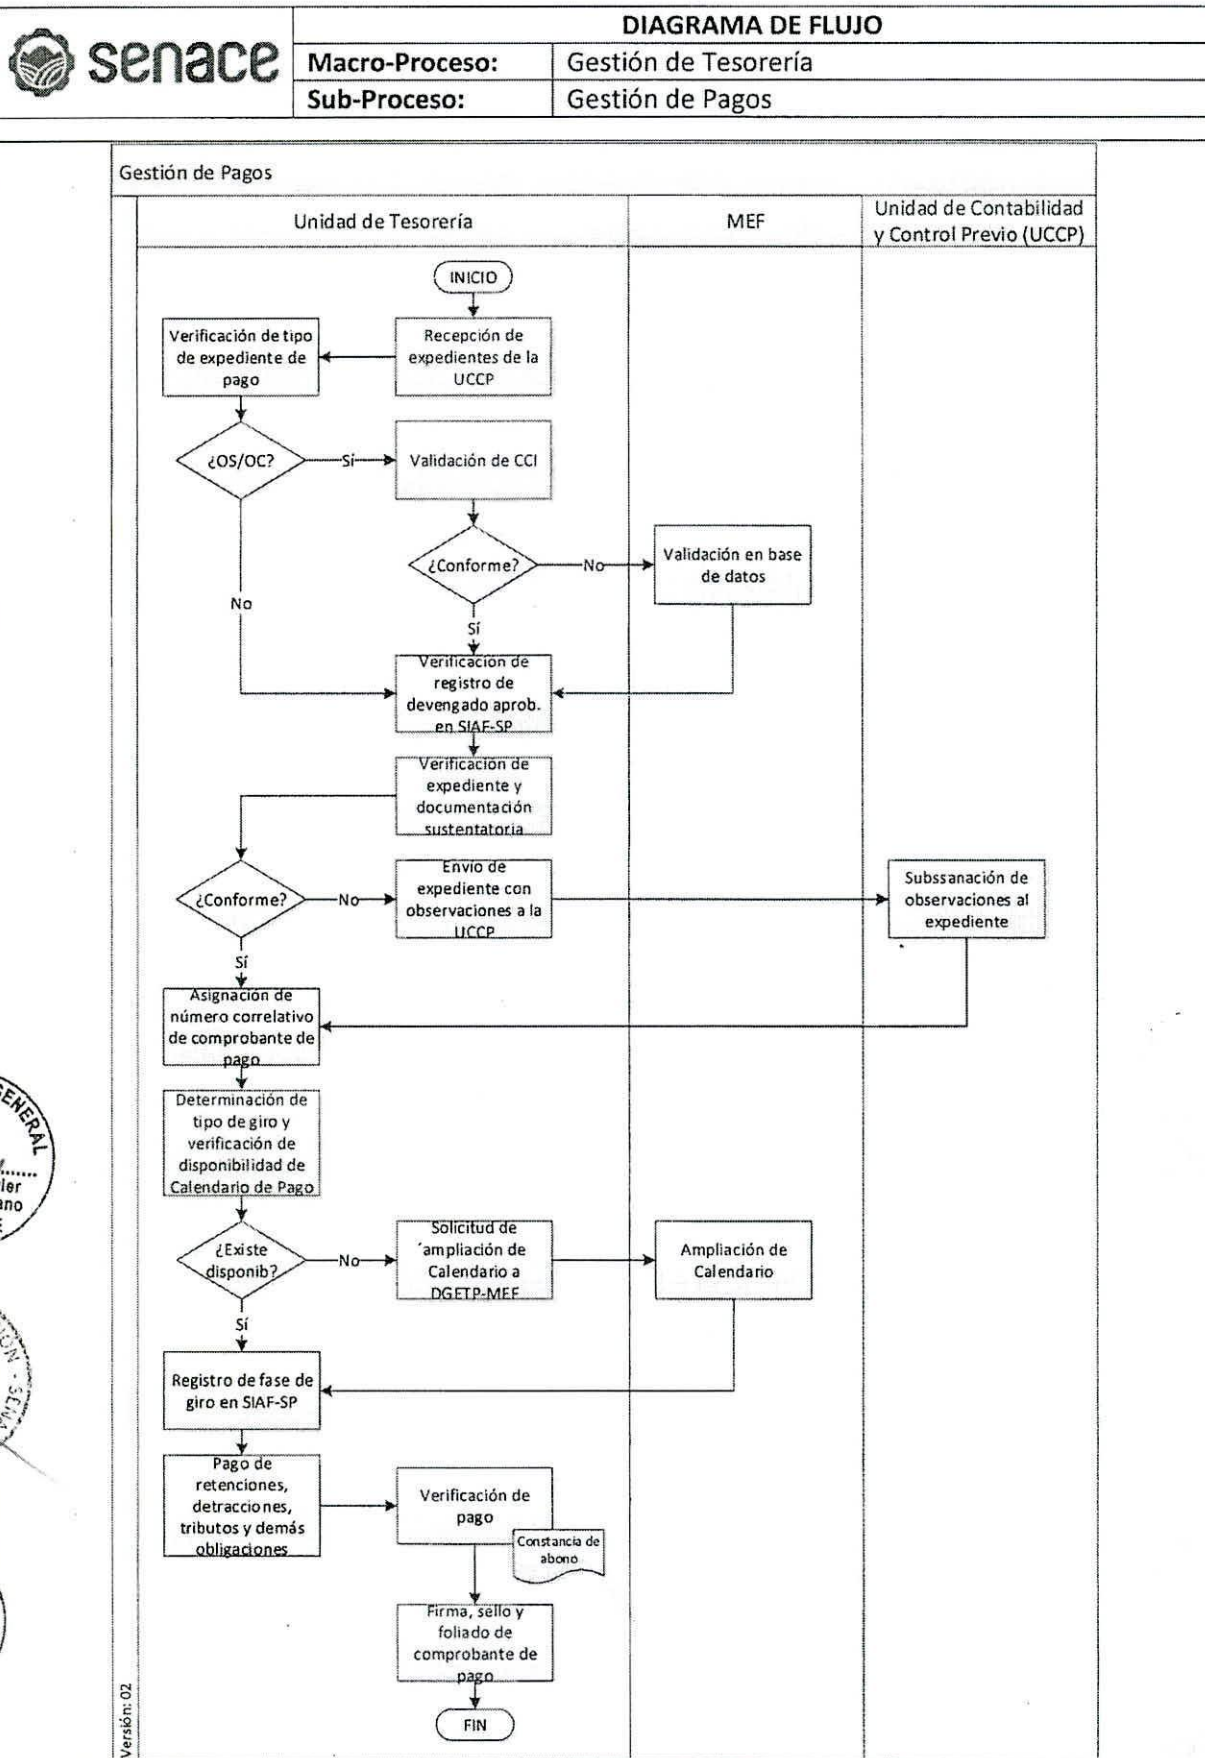 senace
DIAGRAMA DE FLUJO
Macro-Proceso:
Gestión de Tesorería
Sub-Proceso:
Gestión de Pagos
Gestión de Pagos
Unidad de Tesorería
MEF
Unidad de Contabilidad
y Control Previo (UCCP)
INICIO
Verificación de tipo
de expediente de
pago
Recepción de
expedientes de la
UCCP
¿OS/OC?
Sí
Validación de CCI
¿Conforme?
No
Validación en base
de datos
No
Sí
Verificación de
registro de
devengado aprob.
en SIAF-SP
Verificación de
expediente y
documentación
sustentatoria
¿Conforme?
No
Envio de
expediente con
observaciones a la
UCCP
Subssanación de
observaciones al
expediente
Sí
Asignación de
número correlativo
de comprobante de
pago
Determinación de
tipo de giro y
verificación de
disponibilidad de
Calendario de Pago
¿Existe
disponib?
No
Solicitud de
ampliación de
Calendario a
DGETP-MEF
Ampliación de
Calendario
Sí
Registro de fase de
giro en SIAF-SP
Pago de
retenciones,
detracciones,
tributos y demás
obligaciones
Verificación de
pago
Constancia de
abono
Firma, sello y
foliado de
comprobante de
pago
FIN
Versión: 02
GENERAL